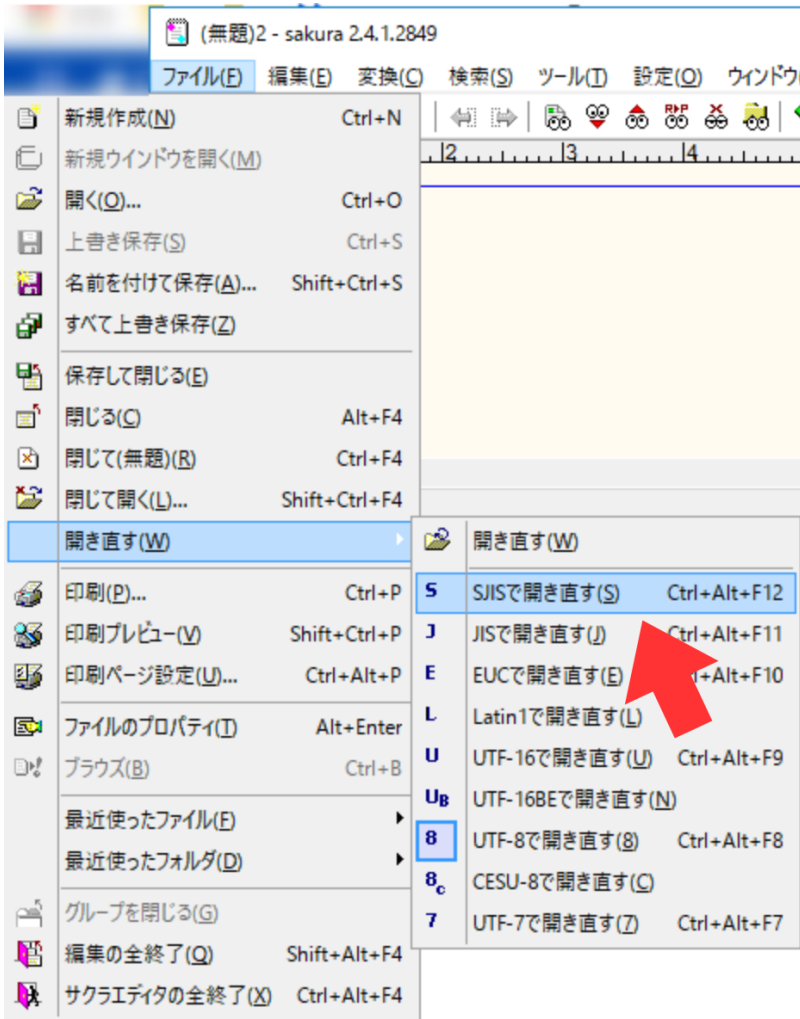 (無題)2 - sakura 2.4.1.2849
ファイル(F) 編集(E) 変換(C) 検索(S) ツール(T) 設定(O) ウィンドウ(
新規作成(N) Ctrl+N
新規ウインドウを開く(M)
開く(O)... Ctrl+O
上書き保存(S) Ctrl+S
名前を付けて保存(A)... Shift+Ctrl+S
すべて上書き保存(Z)
保存して閉じる(E)
閉じる(C) Alt+F4
閉じて(無題)(R) Ctrl+F4
閉じて開く(L)... Shift+Ctrl+F4
開き直す(W)
印刷(P)... Ctrl+P
印刷プレビュー(V) Shift+Ctrl+P
印刷ページ設定(U)... Ctrl+Alt+P
ファイルのプロパティ(T) Alt+Enter
ブラウズ(B) Ctrl+B
最近使ったファイル(F)
最近使ったフォルダ(D)
グループを閉じる(G)
編集の全終了(Q) Shift+Alt+F4
サクラエディタの全終了(X) Ctrl+Alt+F4
2 3 4
開き直す(W)
S SJISで開き直す(S) Ctrl+Alt+F12
J JISで開き直す(J) Ctrl+Alt+F11
E EUCで開き直す(E) l+Alt+F10
L Latin1で開き直す(L)
U UTF-16で開き直す(U) Ctrl+Alt+F9
UB UTF-16BEで開き直す(N)
8 UTF-8で開き直す(8) Ctrl+Alt+F8
8c CESU-8で開き直す(C)
7 UTF-7で開き直す(7) Ctrl+Alt+F7